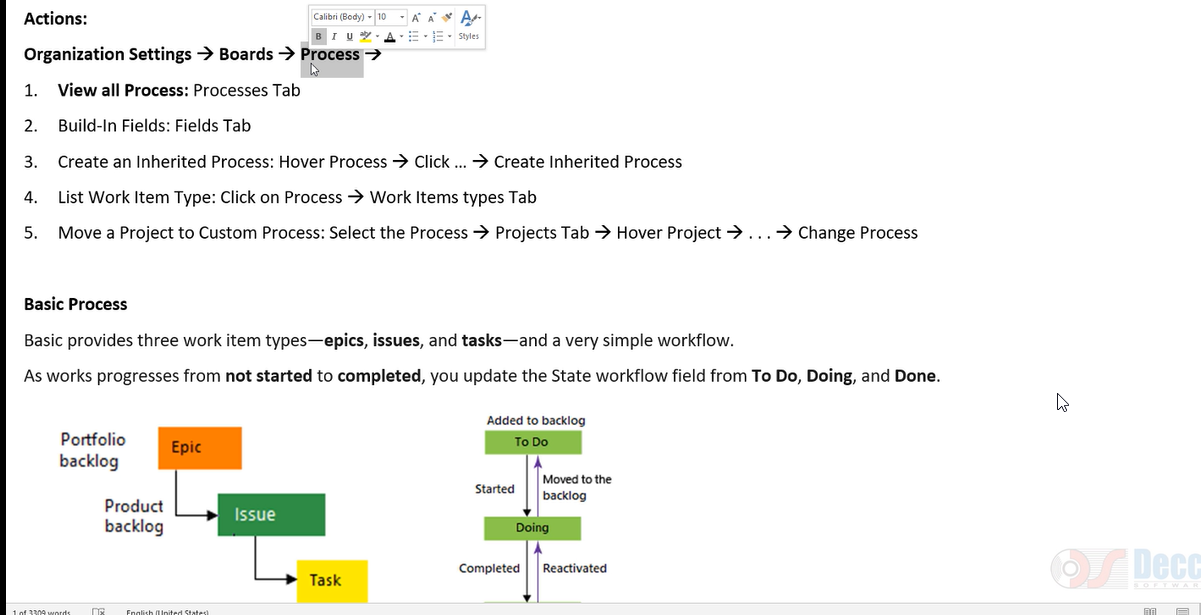 Actions:
Calibri (Body) 10
B I U Styles
Organization Settings → Boards → Process →
1. View all Process: Processes Tab
2. Build-In Fields: Fields Tab
3. Create an Inherited Process: Hover Process → Click ... → Create Inherited Process
4. List Work Item Type: Click on Process → Work Items types Tab
5. Move a Project to Custom Process: Select the Process → Projects Tab → Hover Project → . . . → Change Process
Basic Process
Basic provides three work item types—epics, issues, and tasks—and a very simple workflow.
As works progresses from not started to completed, you update the State workflow field from To Do, Doing, and Done.
Portfolio
backlog
Epic
Product
backlog
Issue
Task
Added to backlog
To Do
Started
Moved to the
backlog
Doing
Completed
Reactivated
Decc
SOFTWAR
1 of 3309 words English (United States)